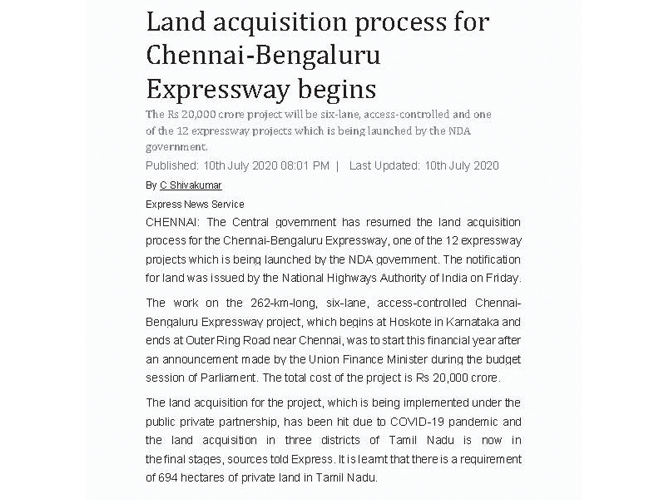 Land acquisition process for
Chennai-Bengaluru
Expressway begins
The Rs 20,000 crore project will be six-lane, access-controlled and one
of the 12 expressway projects which is being launched by the NDA
government.
Published: 10th July 2020 08:01 PM | Last Updated: 10th July 2020
By C Shivakumar
Express News Service
CHENNAI: The Central government has resumed the land acquisition
process for the Chennai-Bengaluru Expressway, one of the 12 expressway
projects which is being launched by the NDA government. The notification
for land was issued by the National Highways Authority of India on Friday.
The work on the 262-km-long, six-lane, access-controlled Chennai-
Bengaluru Expressway project, which begins at Hoskote in Karnataka and
ends at Outer Ring Road near Chennai, was to start this financial year after
an announcement made by the Union Finance Minister during the budget
session of Parliament. The total cost of the project is Rs 20,000 crore.
The land acquisition for the project, which is being implemented under the
public private partnership, has been hit due to COVID-19 pandemic and
the land acquisition in three districts of Tamil Nadu is now in
the final stages, sources told Express. It is learnt that there is a requirement
of 694 hectares of private land in Tamil Nadu.